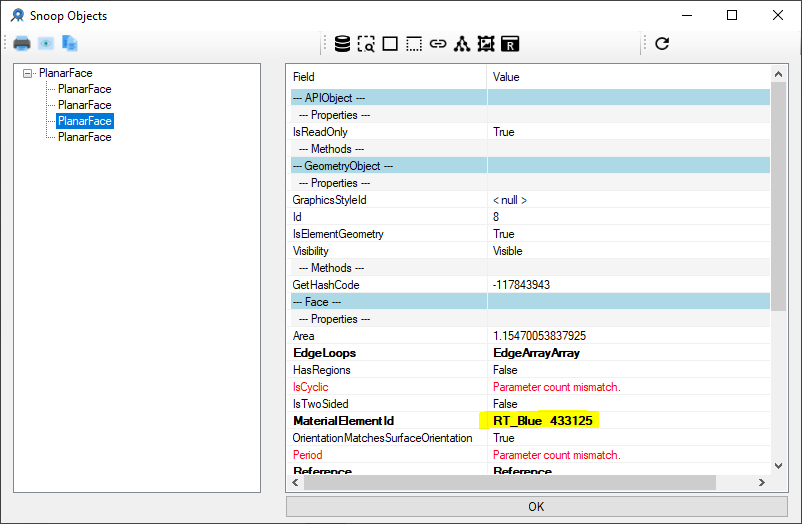 Snoop Objects
PlanarFace
PlanarFace
PlanarFace
PlanarFace
PlanarFace
Field Value
--- APIObject ---
--- Properties ---
IsReadOnly True
--- Methods ---
--- GeometryObject ---
--- Properties ---
GraphicsStyleId < null >
Id 8
IsElementGeometry True
Visibility Visible
--- Methods ---
GetHashCode -117843943
--- Face ---
--- Properties ---
Area 1.15470053837925
EdgeLoops EdgeArrayArray
HasRegions False
IsCyclic Parameter count mismatch.
IsTwoSided False
MaterialElementId RT_Blue 433125
OrientationMatchesSurfaceOrientation True
Period Parameter count mismatch.
Reference Reference
OK